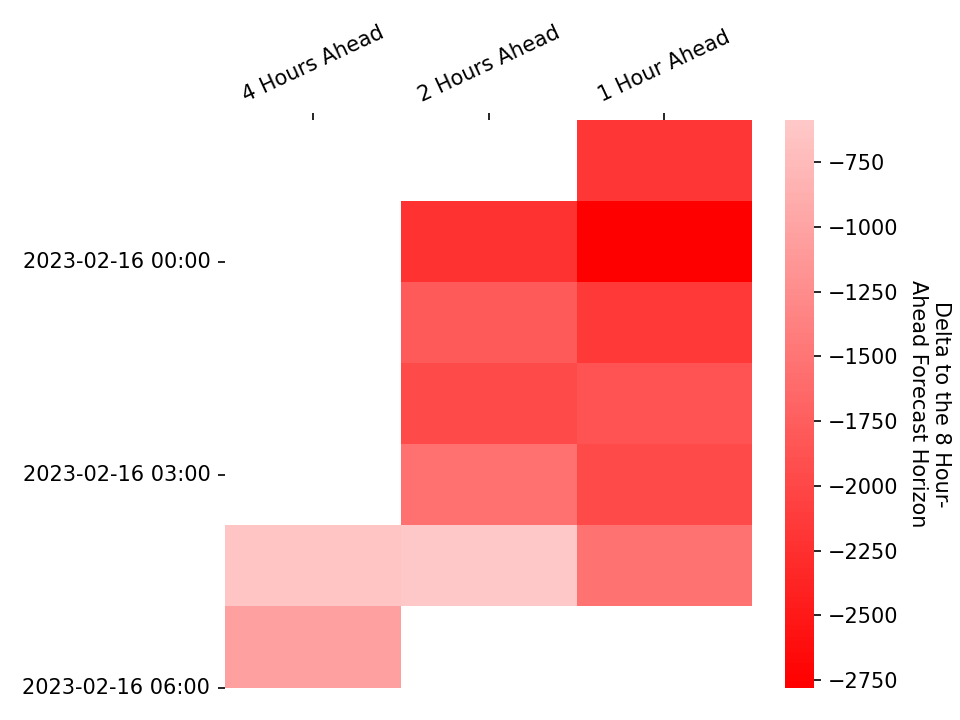 4 Hours Ahead
2 Hours Ahead
1 Hour Ahead
2023-02-16 00:00
2023-02-16 03:00
2023-02-16 06:00
−750
−1000
−1250
−1500
−1750
−2000
−2250
−2500
−2750
Delta to the 8 Hour-
Ahead Forecast Horizon